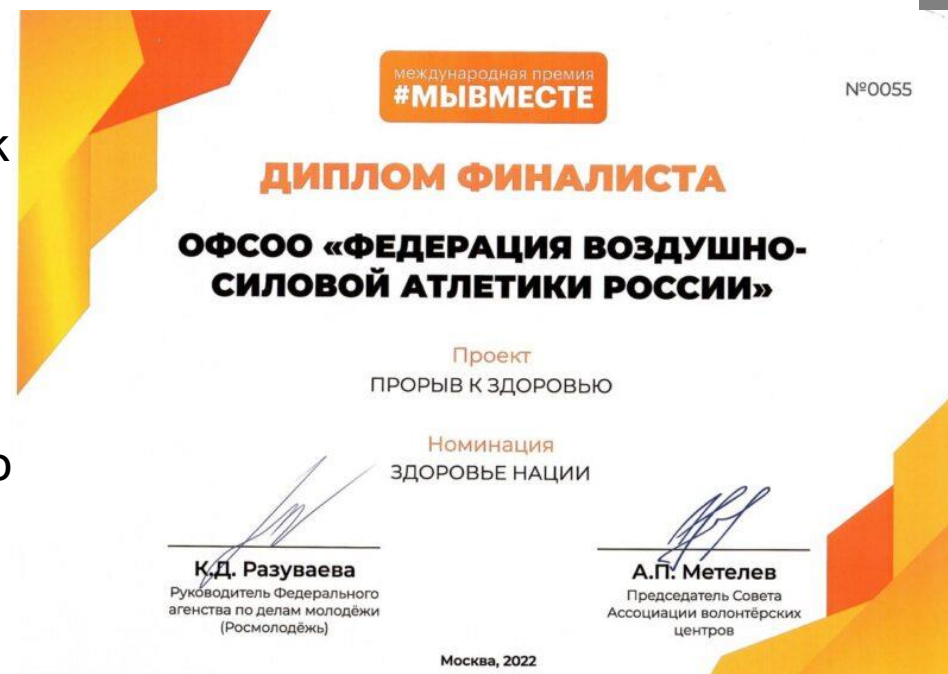 международная премия
#МЫВМЕСТЕ
№0055
ДИПЛОМ ФИНАЛИСТА
ОФСОО «ФЕДЕРАЦИЯ ВОЗДУШНО-
СИЛОВОЙ АТЛЕТИКИ РОССИИ»
Проект
ПРОРЫВ К ЗДОРОВЬЮ
Номинация
ЗДОРОВЬЕ НАЦИИ
К.Д. Разуваева
Руководитель Федерального
агенства по делам молодёжи
(Росмолодёжь)
А.П. Метелев
Председатель Совета
Ассоциации волонтёрских
центров
Москва, 2022